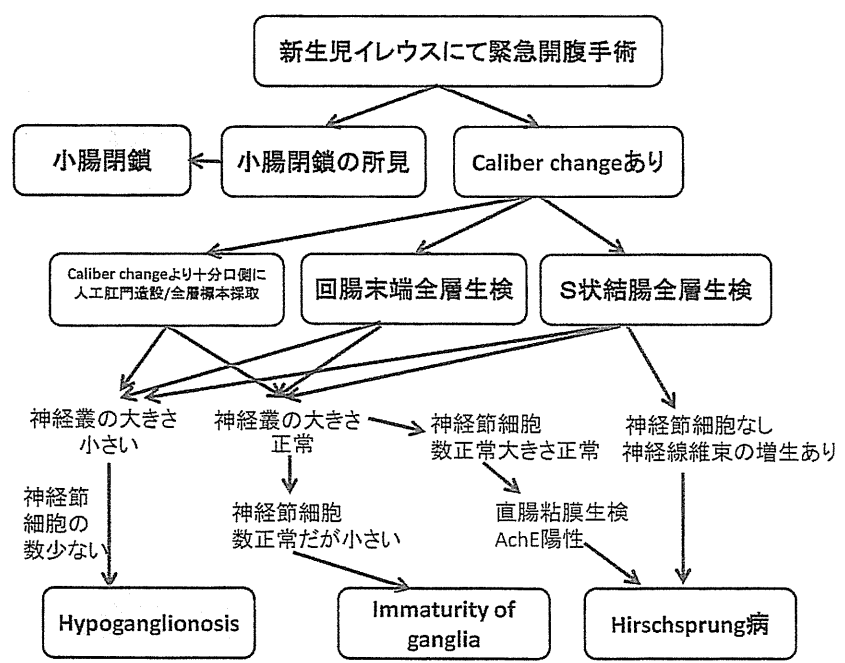 新生児イレウスにて緊急開腹手術
小腸閉鎖
小腸閉鎖の所見
Caliber changeあり
Caliber changeより十分口側に
人工肛門造設/全層標本採取
回腸末端全層生検
S状結腸全層生検
神経叢の大きさ
小さい
神経叢の大きさ
正常
神経節細胞
数正常大きさ正常
神経節細胞なし
神経線維束の増生あり
神経節
細胞の
数少ない
神経節細胞
数正常だが小さい
直腸粘膜生検
AchE陽性
Hypoganglionosis
Immaturity of
ganglia
Hirschsprung病